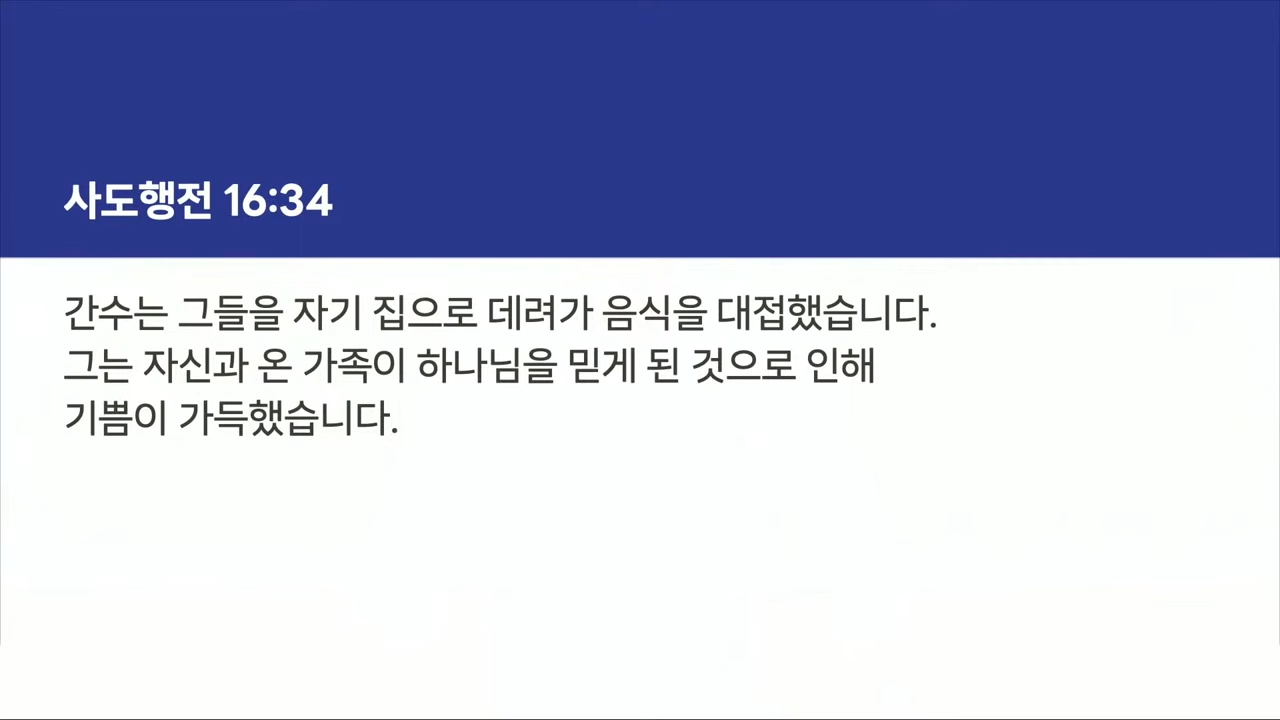 사도행전 16:34
간수는 그들을 자기 집으로 데려가 음식을 대접했습니다.
그는 자신과 온 가족이 하나님을 믿게 된 것으로 인해
기쁨이 가득했습니다.